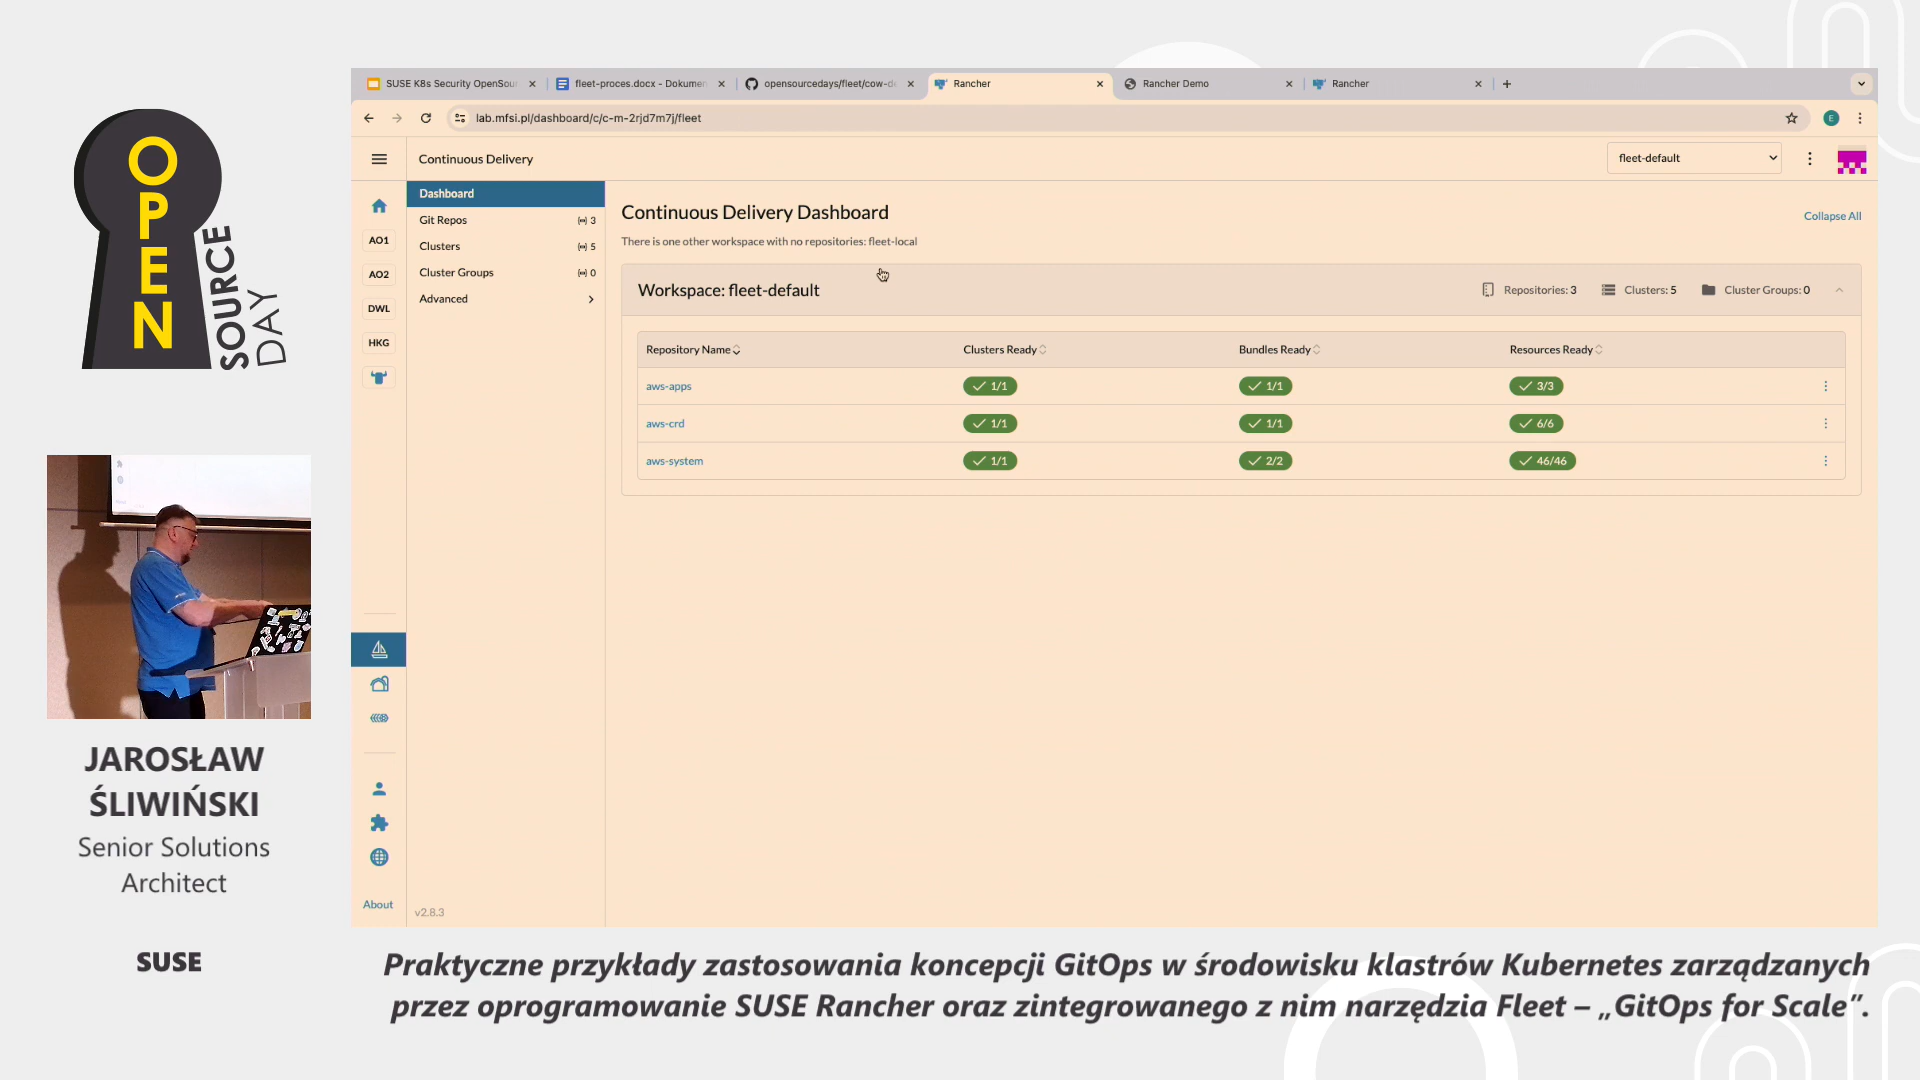 OPEN
SOURCE
DAY
JAROSŁAW
ŚLIWIŃSKI
Senior Solutions
Architect
SUSE
SUSE K8s Security OpenSour
fleet-proces.docx - Dokumen
opensourcedays/fleet/cow-de
Rancher
Rancher Demo
Rancher
lab.mfsi.pl/dashboard/c/c-m-2rjd7m7j/fleet
E
Continuous Delivery
fleet-default
AO1
AO2
DWL
HKG
About
Dashboard
Git Repos 3
Clusters 5
Cluster Groups 0
Advanced
v2.8.3
Continuous Delivery Dashboard
Collapse All
There is one other workspace with no repositories: fleet-local
Workspace: fleet-default
Repositories: 3 Clusters: 5 Cluster Groups: 0
Repository Name Clusters Ready Bundles Ready Resources Ready
aws-apps 1/1 1/1 3/3
aws-crd 1/1 1/1 6/6
aws-system 1/1 2/2 46/46
Praktyczne przykłady zastosowania koncepcji GitOps w środowisku klastrów Kubernetes zarządzanych
przez oprogramowanie SUSE Rancher oraz zintegrowanego z nim narzędzia Fleet – „GitOps for Scale”.